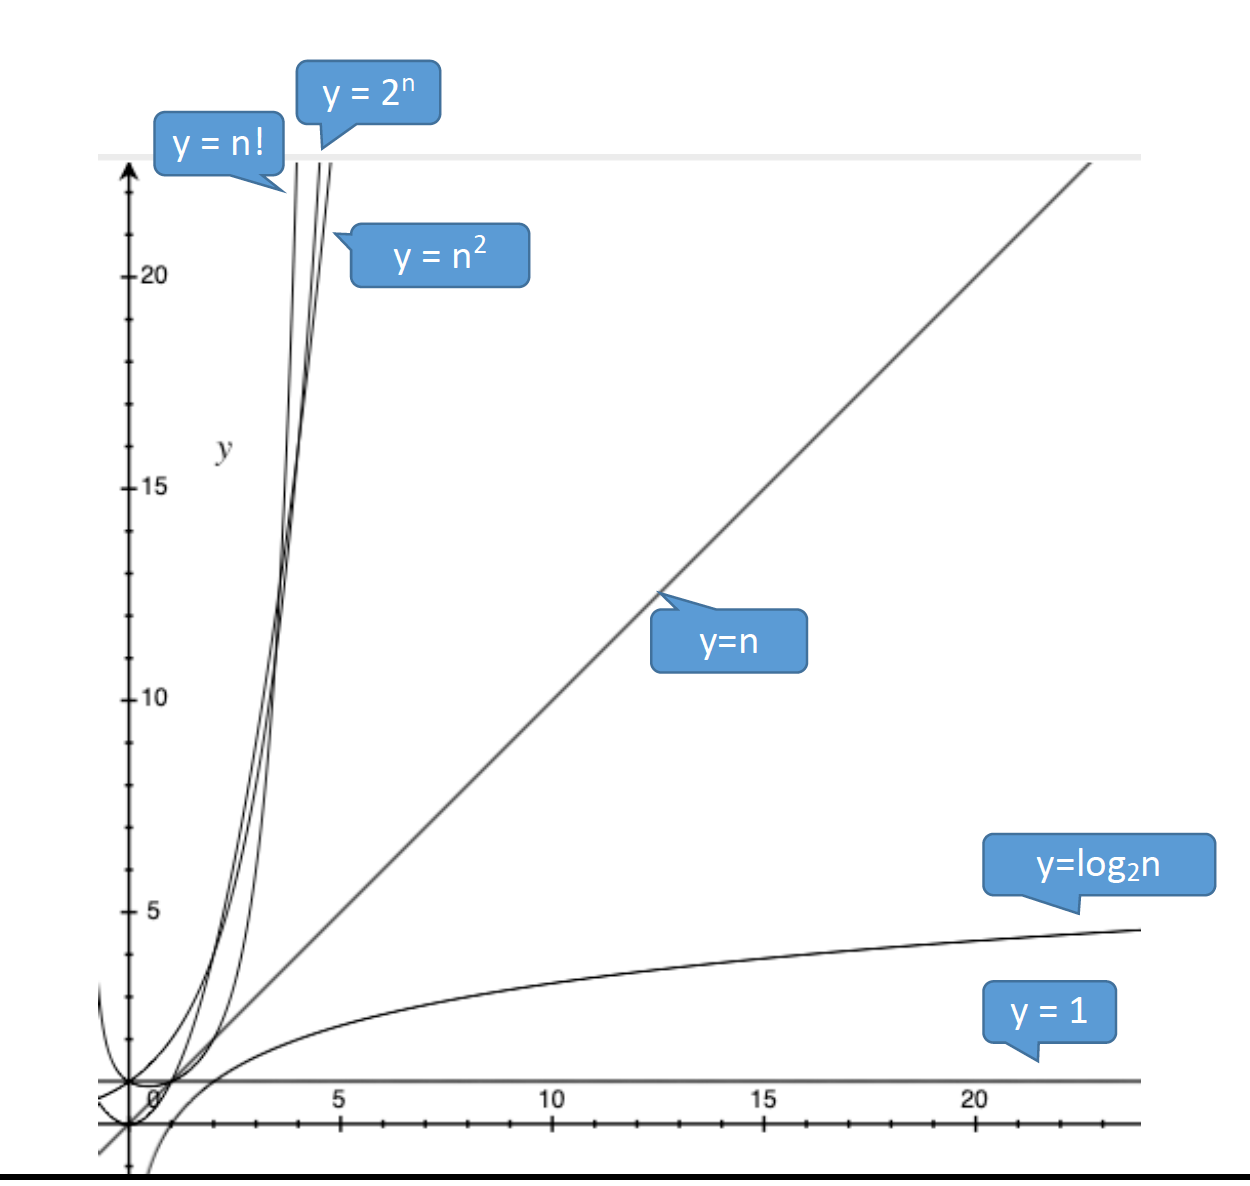 y = 2ⁿ
y = n!
y = n²
20
y
15
y=n
10
y=log₂n
5
y = 1
0 5 10 15 20